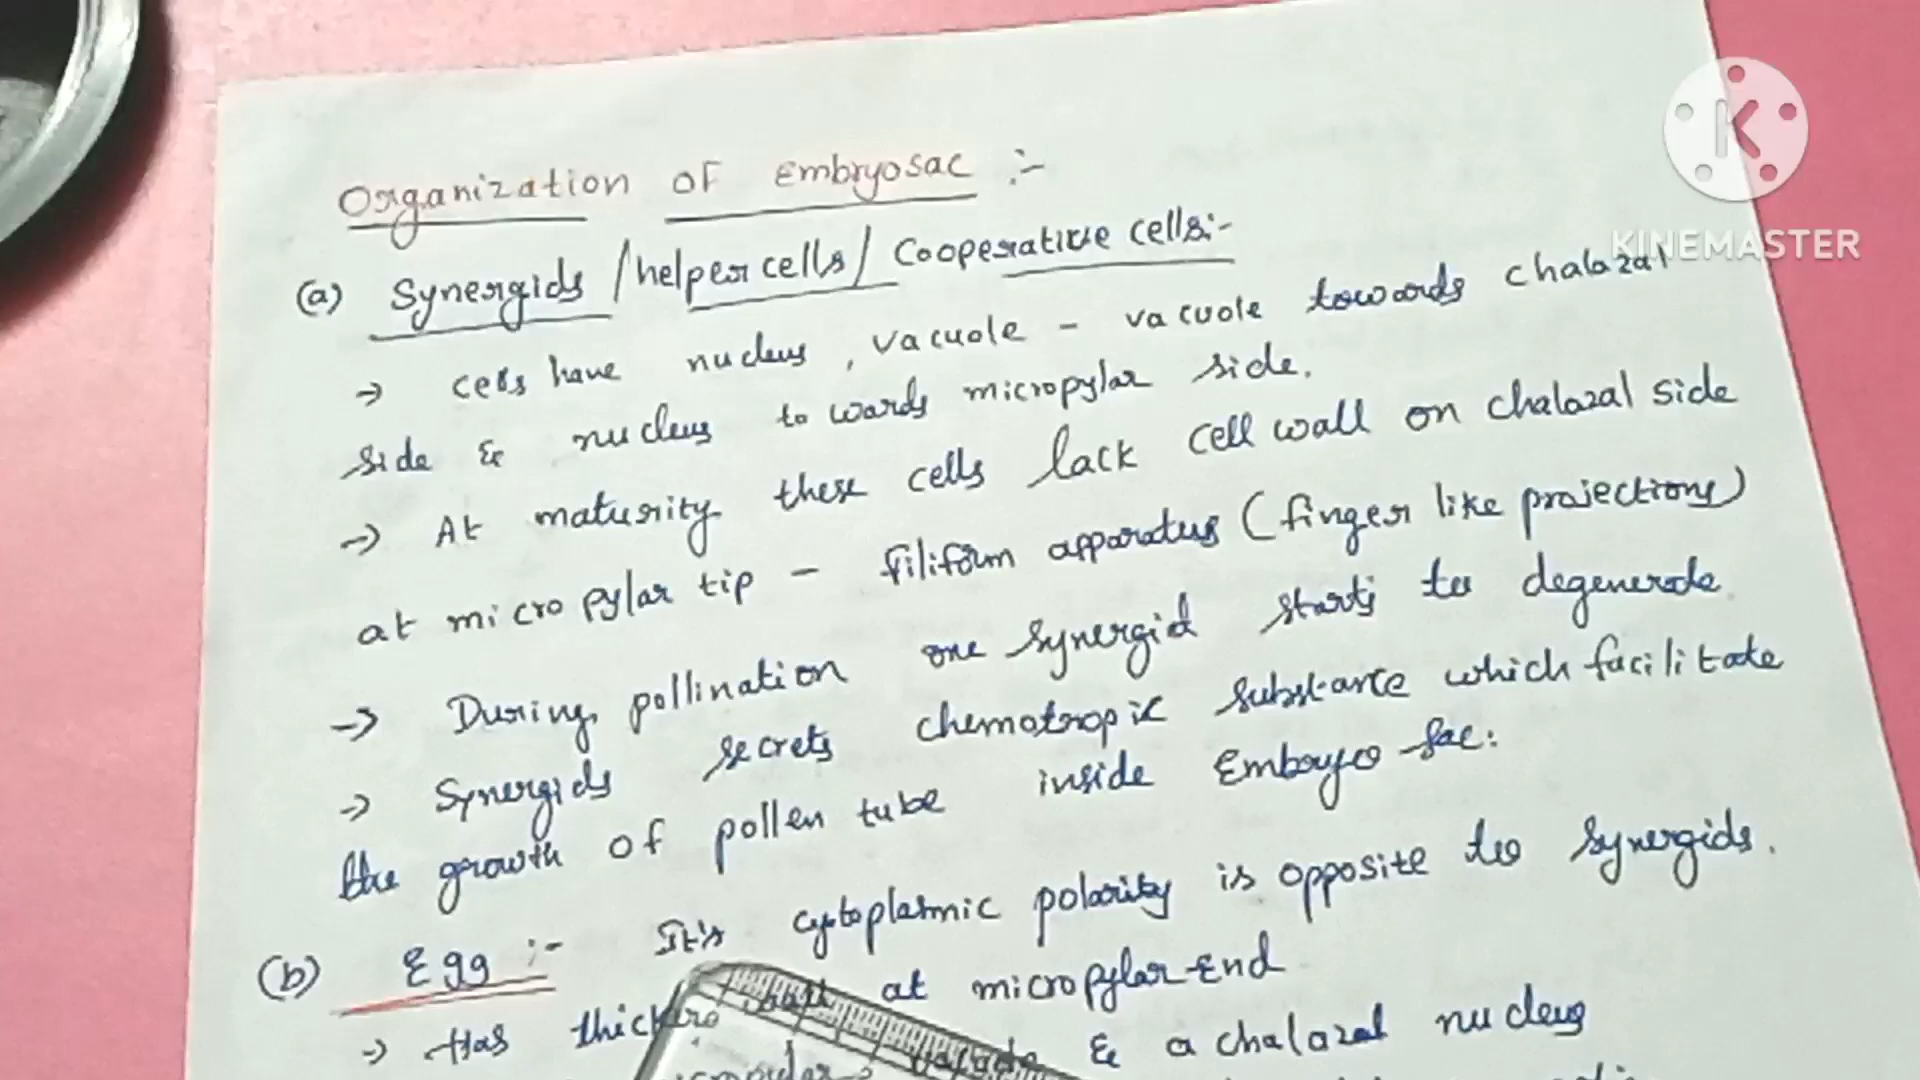 Organization of Embryosac :-
(a) Synergids / helper cells / Cooperative cells:-
→ cells have nucleus, vacuole - vacuole towards chalazal
side & nucleus towards micropylar side.
→ At maturity these cells lack cell wall on chalazal side
at micropylar tip - filiform apparatus (finger like projections)
→ During pollination one synergid starts to degenerate.
→ Synergids secrets chemotropic substance which facilitate
the growth of pollen tube inside Embryo sac.
(b) Egg :- It's cytoplasmic polarity is opposite to synergids.
→ Has thick wall at micropylar End
& a chalazal nucleus
K
KINEMASTER